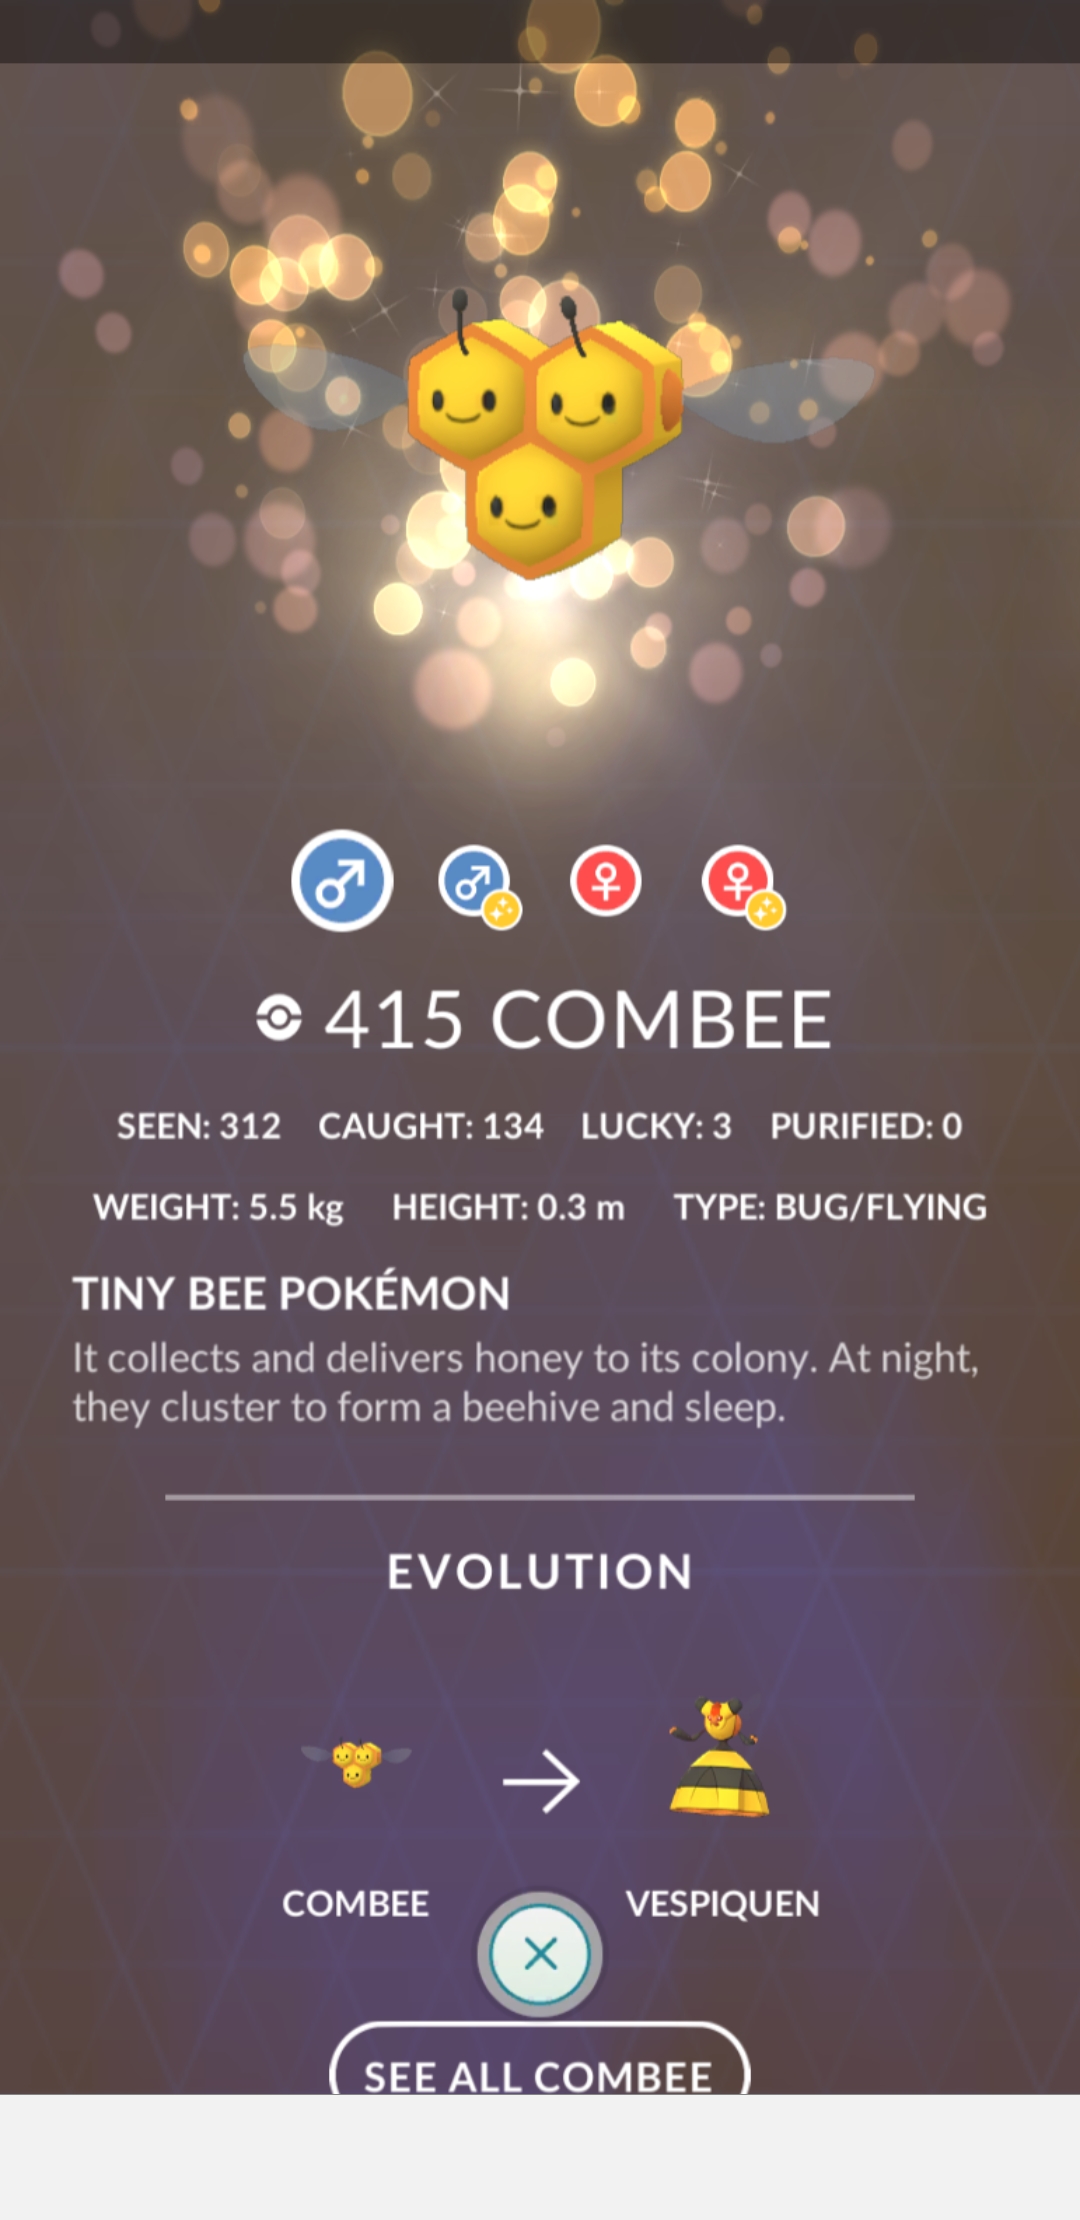 415 COMBEE
SEEN: 312 CAUGHT: 134 LUCKY: 3 PURIFIED: 0
WEIGHT: 5.5 kg HEIGHT: 0.3 m TYPE: BUG/FLYING
TINY BEE POKÉMON
It collects and delivers honey to its colony. At night,
they cluster to form a beehive and sleep.
EVOLUTION
COMBEE VESPIQUEN
SEE ALL COMBEE